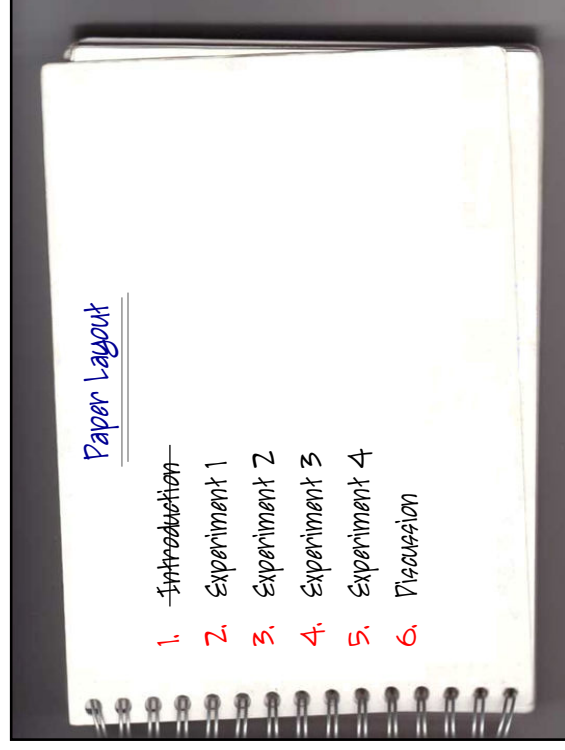 Paper Layout
1. Introduction
2. Experiment 1
3. Experiment 2
4. Experiment 3
5. Experiment 4
6. Discussion